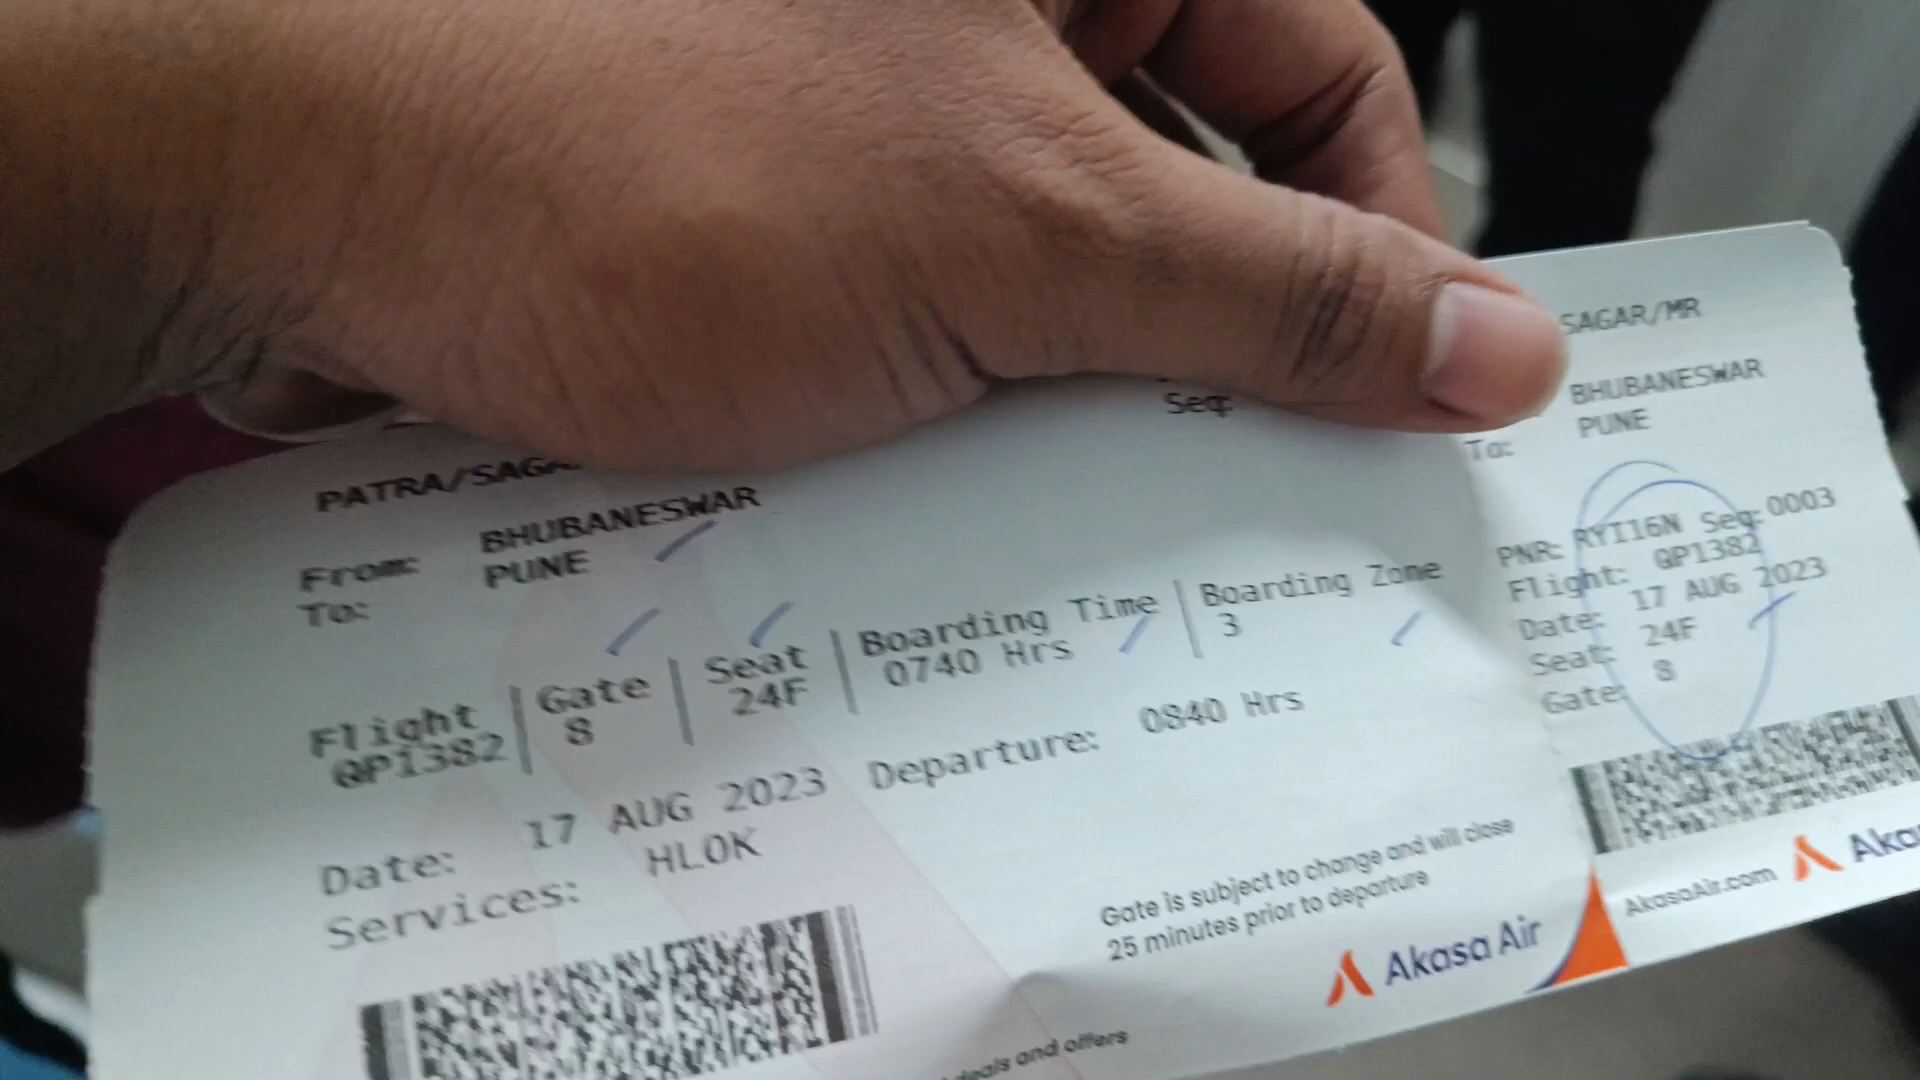 PATRA/SAGA
From: BHUBANESWAR
To: PUNE
Seq:
Flight Gate Seat Boarding Time Boarding Zone
QP1382 8 24F 0740 Hrs 3
Date: 17 AUG 2023 Departure: 0840 Hrs
Services: HLOK
Gate is subject to change and will close
25 minutes prior to departure
Akasa Air
deals and offers
SAGAR/MR
BHUBANESWAR
To: PUNE
PNR: RYI16N Seq:0003
Flight: QP1382
Date: 17 AUG 2023
Seat: 24F
Gate: 8
AkasaAir.com
Aka